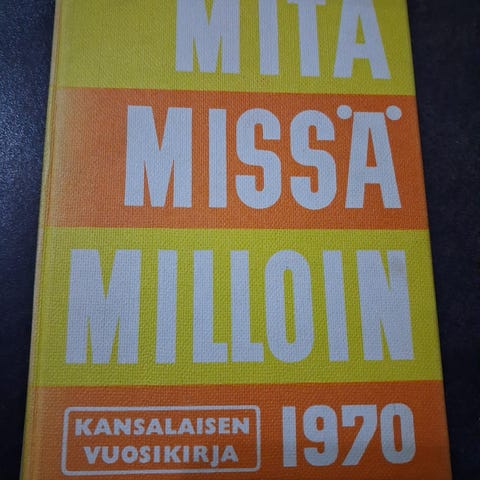 MITÄ
MISSÄ
MILLOIN
KANSALAISEN
VUOSIKIRJA
1970